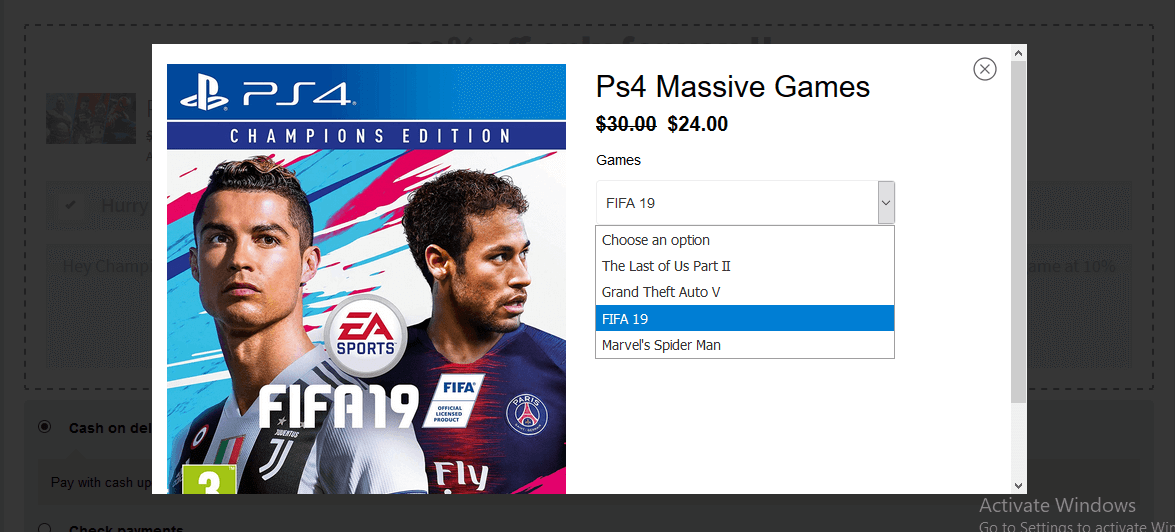 PS4
CHAMPIONS EDITION
EA
SPORTS
FIFA 19
FIFA
OFFICIAL
LICENSED
PRODUCT
JUVENTUS
PARIS
Fly
3
Ps4 Massive Games
$30.00 $24.00
Games
FIFA 19
Choose an option
The Last of Us Part II
Grand Theft Auto V
FIFA 19
Marvel's Spider Man
Hurry
Hey Champ
ame at 10%
Cash on del
Pay with cash up
Check payments
Activate Windows
Go to Settings to activate Win